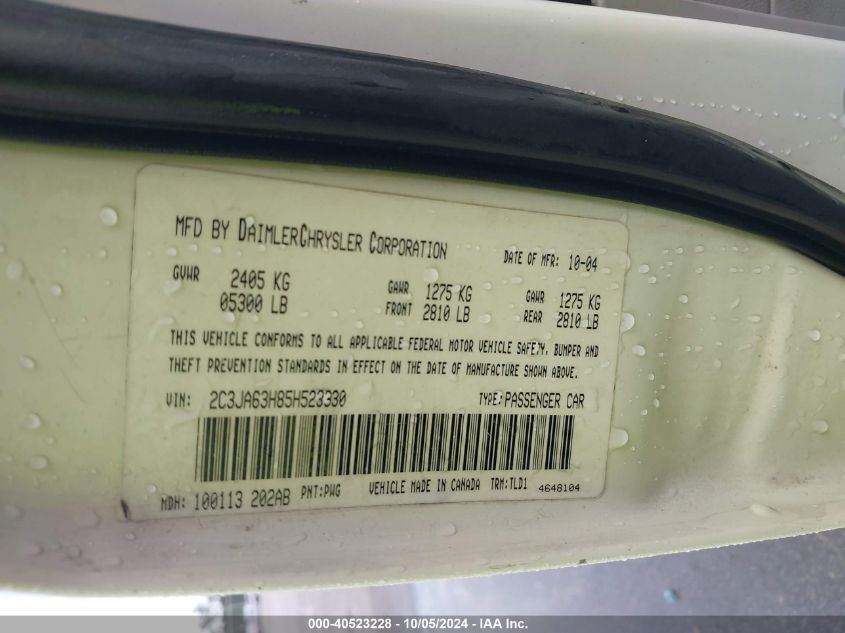 MFD BY DAIMLERCHRYSLER CORPORATION DATE OF MFR: 10-04
GVWR 2405 KG GAWR 1275 KG GAWR 1275 KG
05300 LB FRONT 2810 LB REAR 2810 LB
THIS VEHICLE CONFORMS TO ALL APPLICABLE FEDERAL MOTOR VEHICLE SAFETY, BUMPER AND
THEFT PREVENTION STANDARDS IN EFFECT ON THE DATE OF MANUFACTURE SHOWN ABOVE.
VIN: 2C3JA63H85H523330 TYPE: PASSENGER CAR
MDH: 100113 202AB PNT: PWG VEHICLE MADE IN CANADA TRM: TLD1 4648104
000-40523228 - 10/05/2024 - IAA Inc.